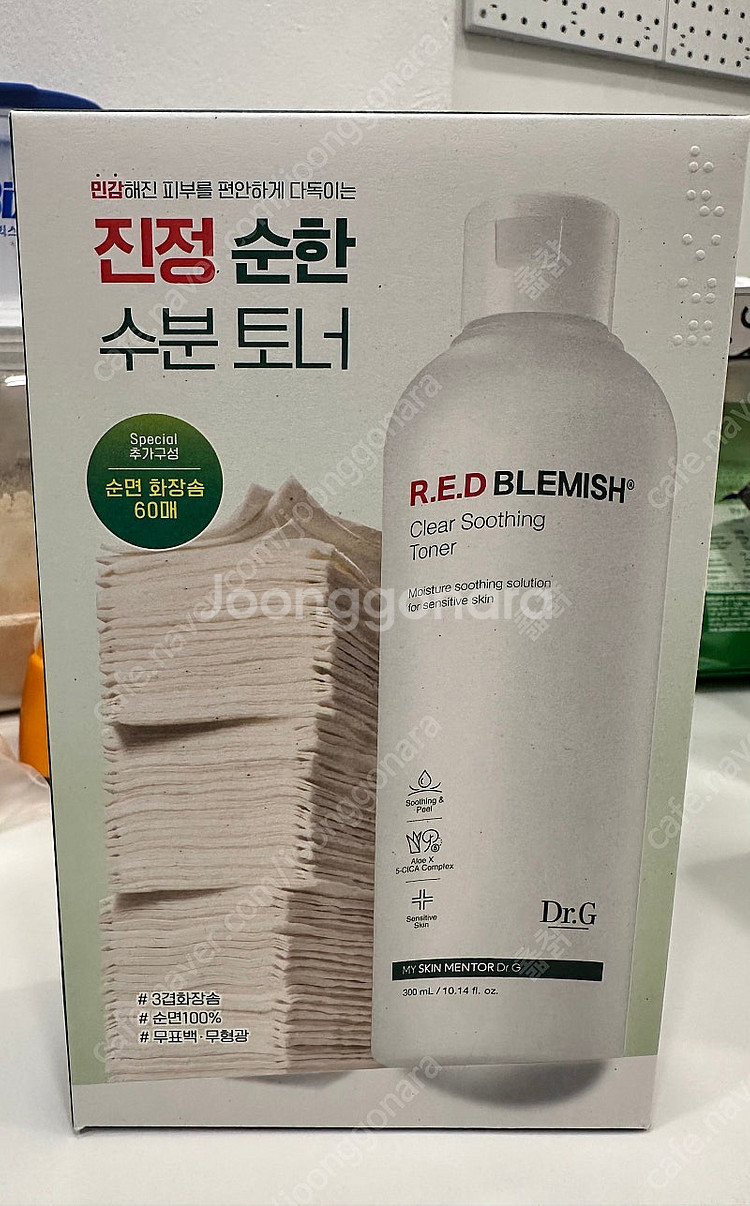 민감해진 피부를 편안하게 다독이는
진정 순한
수분 토너
Special
추가구성
순면 화장솜
60매
R.E.D BLEMISH®
Clear Soothing
Toner
Moisture soothing solution
for sensitive skin
Joonggonara
Soothing &
Peel
Aloe X
5-CICA Complex
Sensitive
Skin
Dr.G
MY SKIN MENTOR Dr G
300 mL / 10.14 fl. oz.
# 3겹화장솜
# 순면100%
# 무표백·무형광